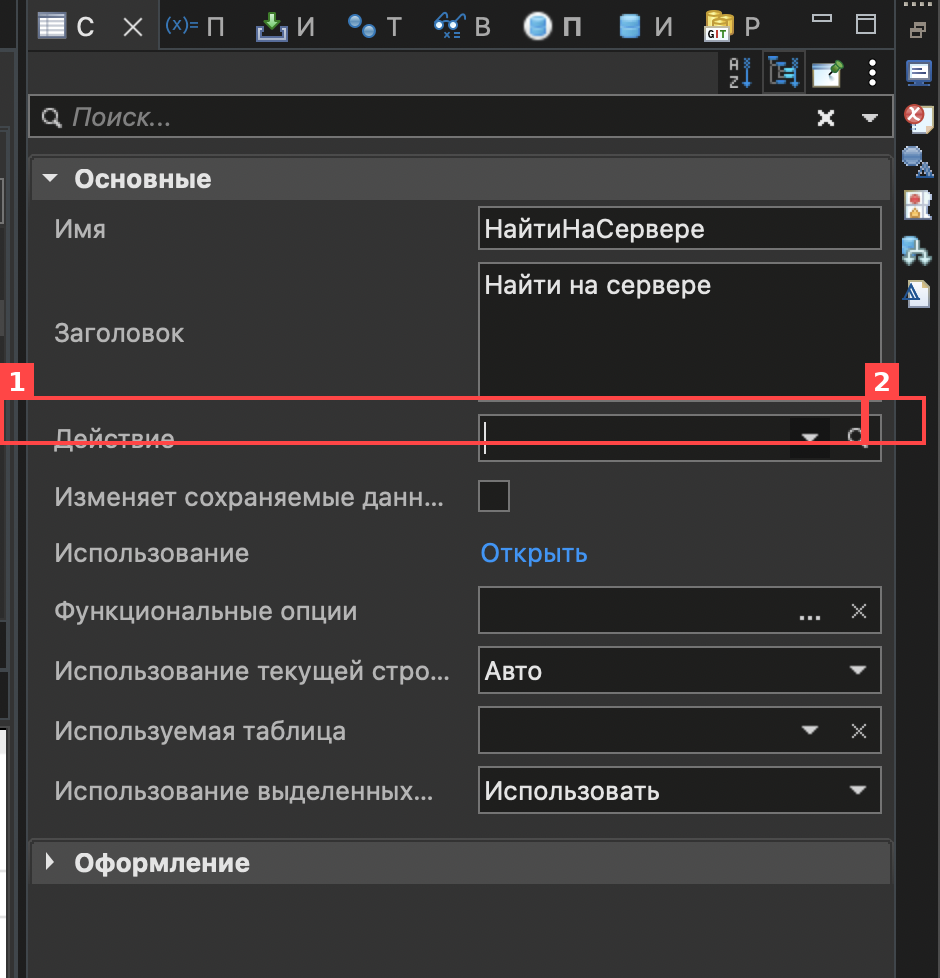 С (x)= П И Т В П И GIT Р
A
Z
Поиск...
Основные
Имя НайтиНаСервере
Найти на сервере
Заголовок
1 2
Действие
Изменяет сохраняемые данн...
Использование Открыть
Функциональные опции ...
Использование текущей стро... Авто
Используемая таблица
Использование выделенных... Использовать
Оформление